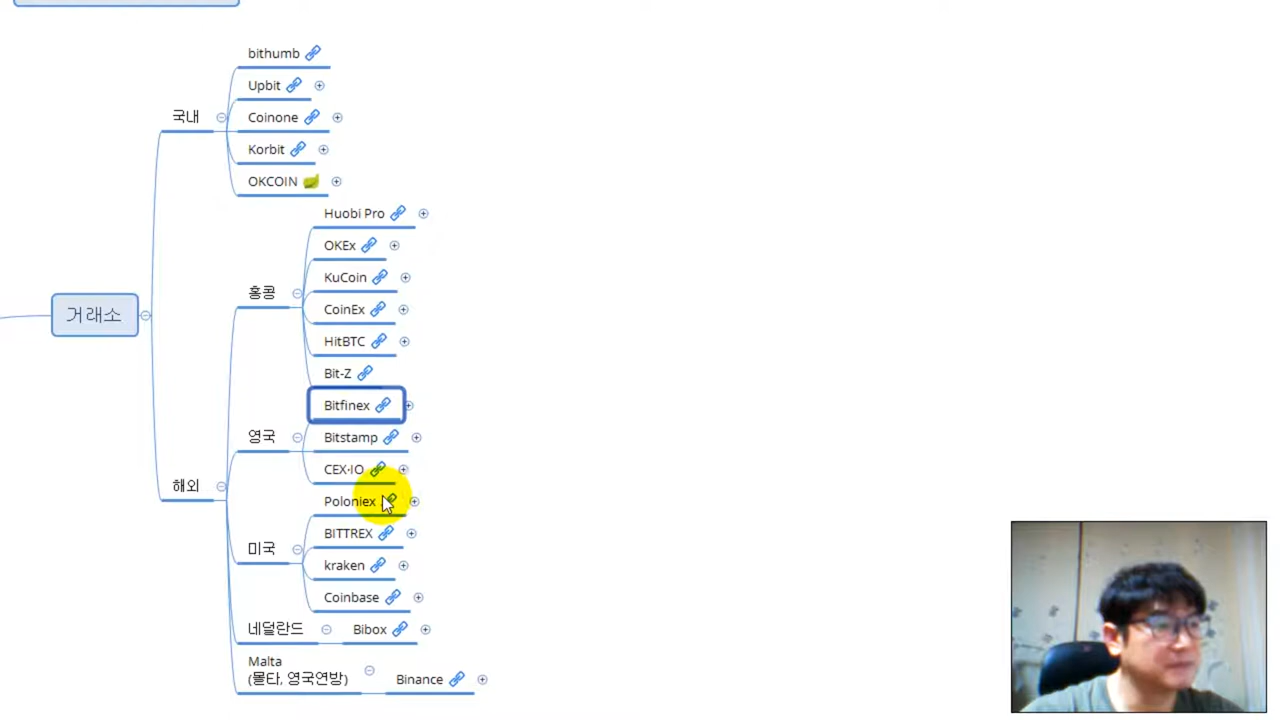 거래소
국내
bithumb
Upbit
Coinone
Korbit
OKCOIN
해외
홍콩
Huobi Pro
OKEx
KuCoin
CoinEx
HitBTC
Bit-Z
Bitfinex
영국
Bitstamp
CEX·IO
미국
Poloniex
BITTREX
kraken
Coinbase
네덜란드
Bibox
Malta
(몰타, 영국연방)
Binance